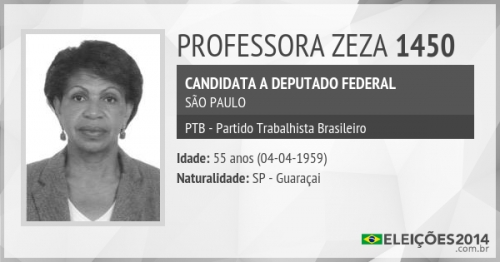 PROFESSORA ZEZA 1450
CANDIDATA A DEPUTADO FEDERAL
SÃO PAULO
PTB - Partido Trabalhista Brasileiro
Idade: 55 anos (04-04-1959)
Naturalidade: SP - Guaraçai
ELEIÇÕES2014
.com.br